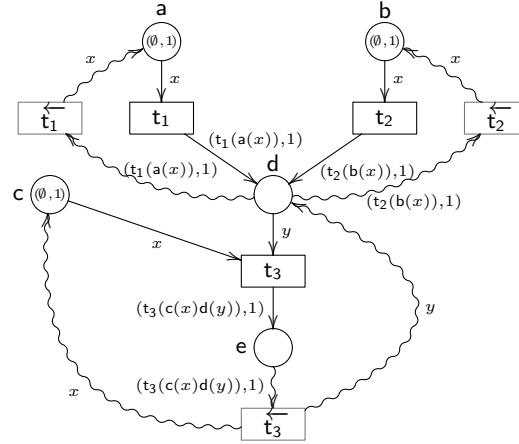 a b
(∅, 1) (∅, 1)
x x x x
←t₁ t₁ t₂ ←t₂
(t₁(a(x)),1)
(t₁(a(x)),1) d (t₂(b(x)),1)
c (∅, 1) (t₂(b(x)),1)
y
x
t₃
(t₃(c(x)d(y)),1) y
e
(t₃(c(x)d(y)),1)
x
←t₃